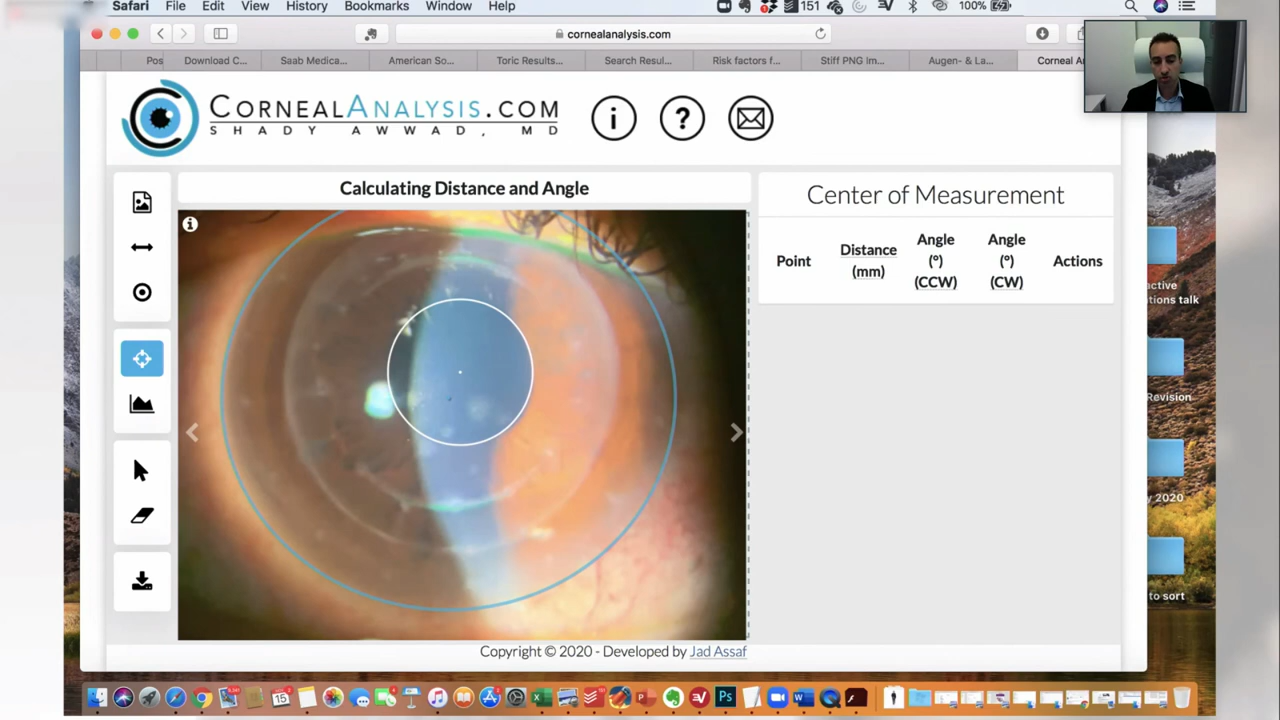 Safari File Edit View History Bookmarks Window Help 151 100%
cornealanalysis.com
Pos Download C... Saab Medica... American So... Toric Results... Search Resul... Risk factors f... Stiff PNG Im... Augen- & La... Corneal A
CORNEALANALYSIS.COM
SHADY AWWAD, MD
Calculating Distance and Angle
Center of Measurement
Point Distance (mm) Angle (°) (CCW) Angle (°) (CW) Actions
active
tions talk
Revision
y 2020
to sort
Copyright © 2020 - Developed by Jad Assaf